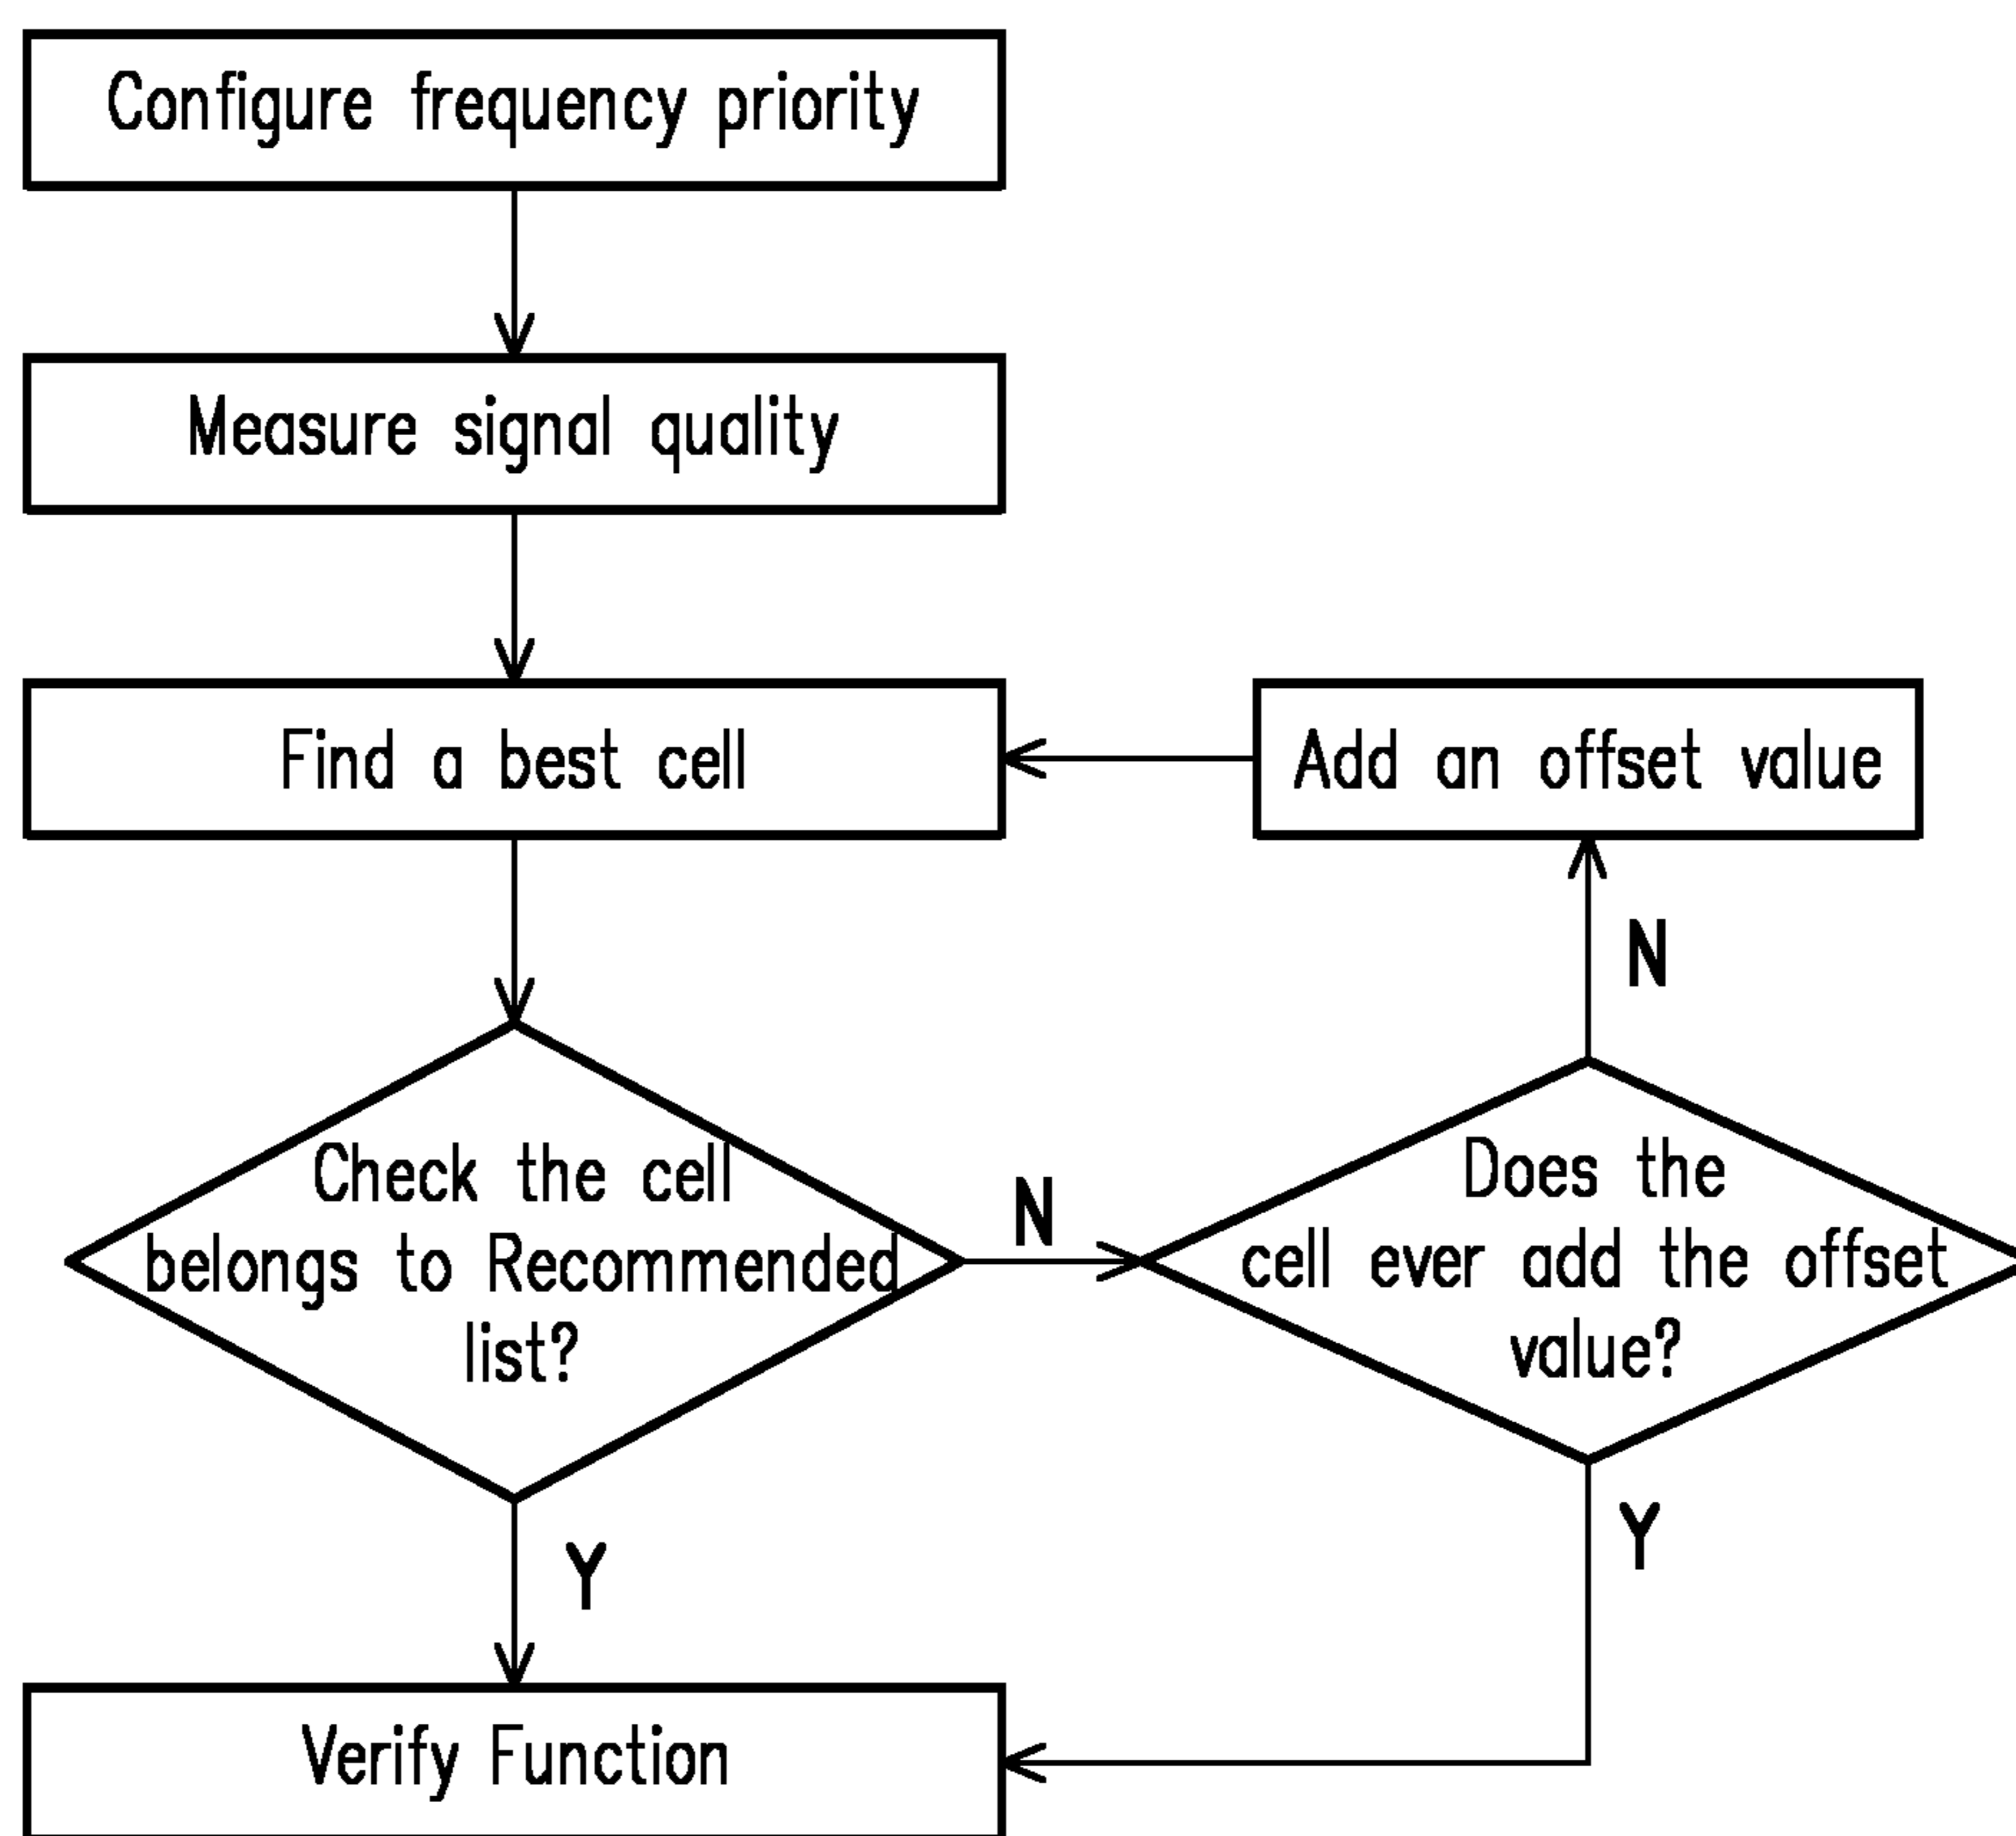 Configure frequency priority
Measure signal quality
Find a best cell
Add an offset value
N
Check the cell
belongs to Recommended
list?
N
Does the
cell ever add the offset
value?
Y
Y
Verify Function